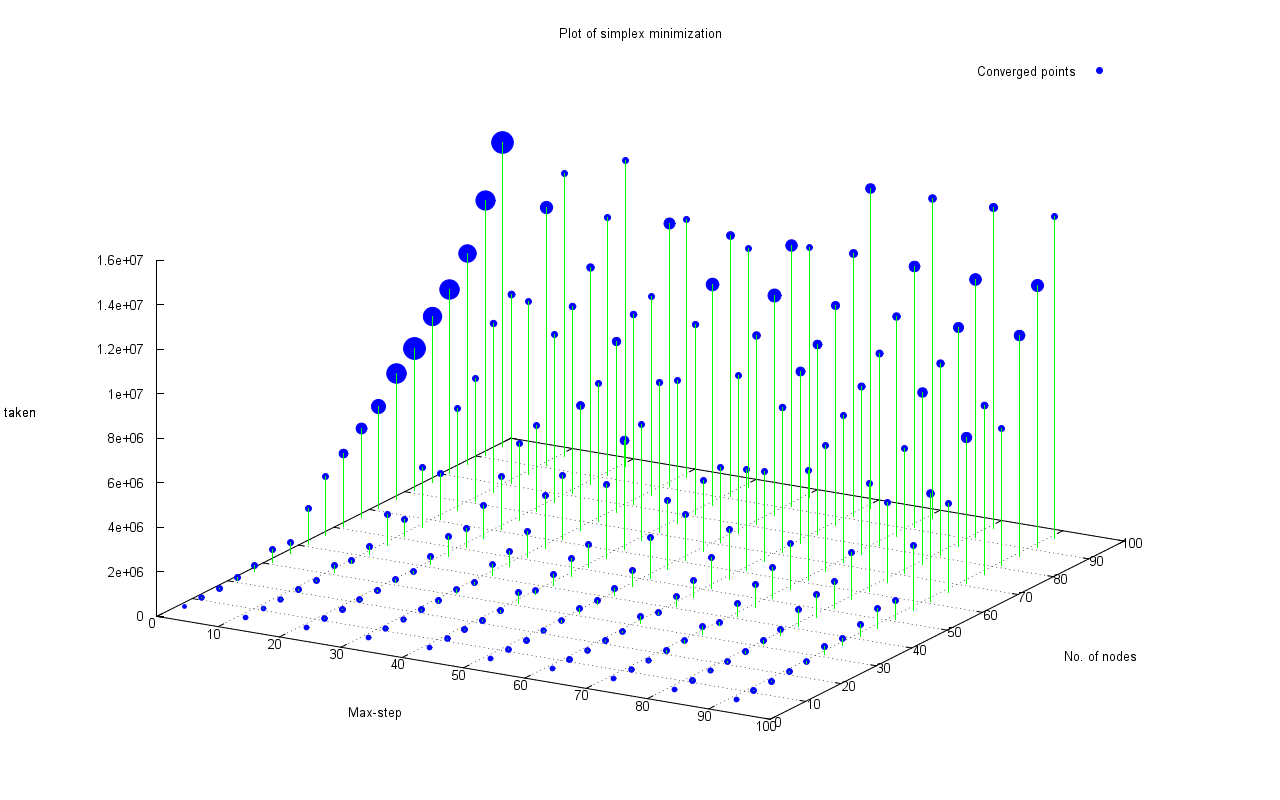 Plot of simplex minimization
Converged points
1.6e+07
1.4e+07
1.2e+07
1e+07
8e+06
6e+06
4e+06
2e+06
0
taken
0
10
20
30
40
50
60
70
80
90
100
Max-step
0
10
20
30
40
50
60
70
80
90
100
No. of nodes